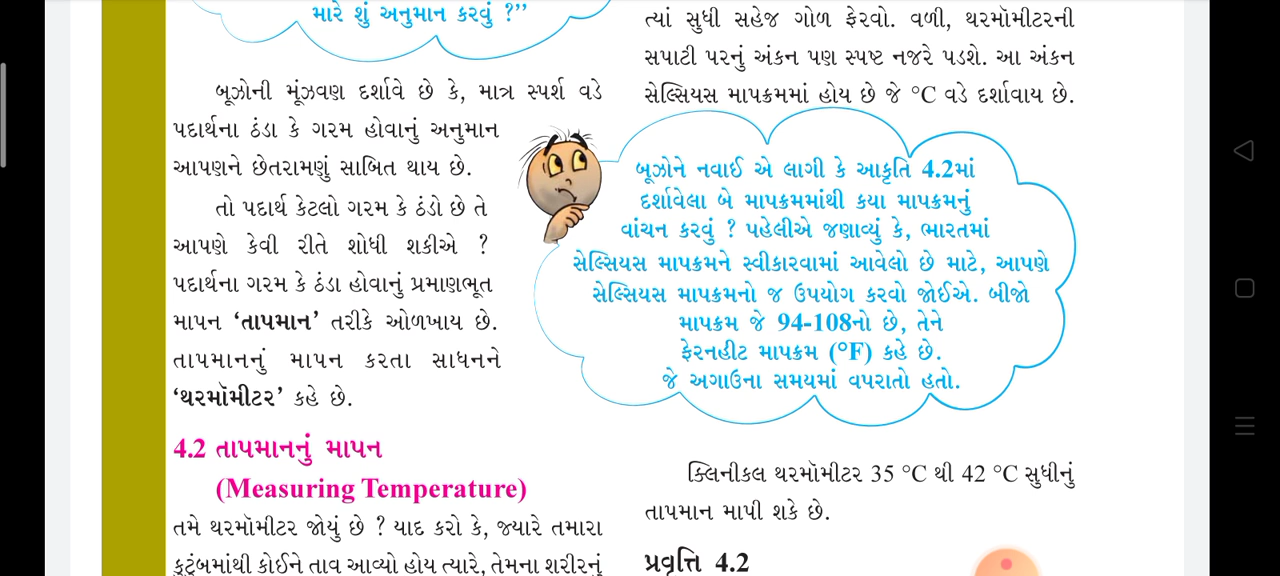 મારે શું અનુમાન કરવું ?”
બૂઝોની મૂંઝવણ દર્શાવે છે કે, માત્ર સ્પર્શ વડે
પદાર્થના ઠંડા કે ગરમ હોવાનું અનુમાન
આપણને છેતરામણું સાબિત થાય છે.
તો પદાર્થ કેટલો ગરમ કે ઠંડો છે તે
આપણે કેવી રીતે શોધી શકીએ ?
પદાર્થના ગરમ કે ઠંડા હોવાનું પ્રમાણભૂત
માપન ‘તાપમાન’ તરીકે ઓળખાય છે.
તાપમાનનું માપન કરતા સાધનને
‘થરમૉમીટર’ કહે છે.
4.2 તાપમાનનું માપન
(Measuring Temperature)
તમે થરમૉમીટર જોયું છે ? યાદ કરો કે, જ્યારે તમારા
કુટુંબમાંથી કોઈને તાવ આવ્યો હોય ત્યારે, તેમના શરીરનું
ત્યાં સુધી સહેજ ગોળ ફેરવો. વળી, થરમૉમીટરની
સપાટી પરનું અંકન પણ સ્પષ્ટ નજરે પડશે. આ અંકન
સેલ્સિયસ માપક્રમમાં હોય છે જે °C વડે દર્શાવાય છે.
બૂઝોને નવાઈ એ લાગી કે આકૃતિ 4.2માં
દર્શાવેલા બે માપક્રમમાંથી કયા માપક્રમનું
વાંચન કરવું ? પહેલીએ જણાવ્યું કે, ભારતમાં
સેલ્સિયસ માપક્રમને સ્વીકારવામાં આવેલો છે માટે, આપણે
સેલ્સિયસ માપક્રમનો જ ઉપયોગ કરવો જોઈએ. બીજો
માપક્રમ જે 94-108નો છે, તેને
ફેરનહીટ માપક્રમ (°F) કહે છે.
જે અગાઉના સમયમાં વપરાતો હતો.
ક્લિનીકલ થરમૉમીટર 35 °C થી 42 °C સુધીનું
તાપમાન માપી શકે છે.
પ્રવૃત્તિ 4.2